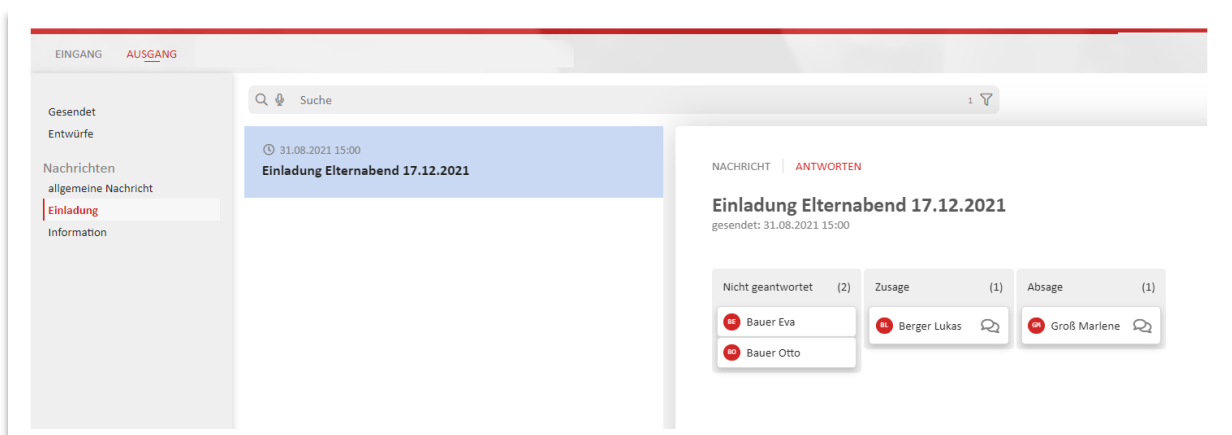 EINGANG AUSGANG
Gesendet
Entwürfe
Nachrichten
allgemeine Nachricht
Einladung
Information
Suche 1
31.08.2021 15:00
Einladung Elternabend 17.12.2021
NACHRICHT ANTWORTEN
Einladung Elternabend 17.12.2021
gesendet: 31.08.2021 15:00
Nicht geantwortet (2)
BE Bauer Eva
BO Bauer Otto
Zusage (1)
BL Berger Lukas
Absage (1)
GM Groß Marlene